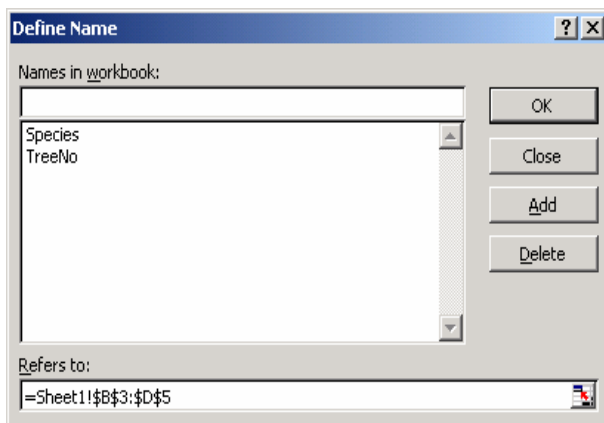 Define Name
? X
Names in workbook:
OK
Species
TreeNo
Close
Add
Delete
Refers to:
=Sheet1!$B$3:$D$5